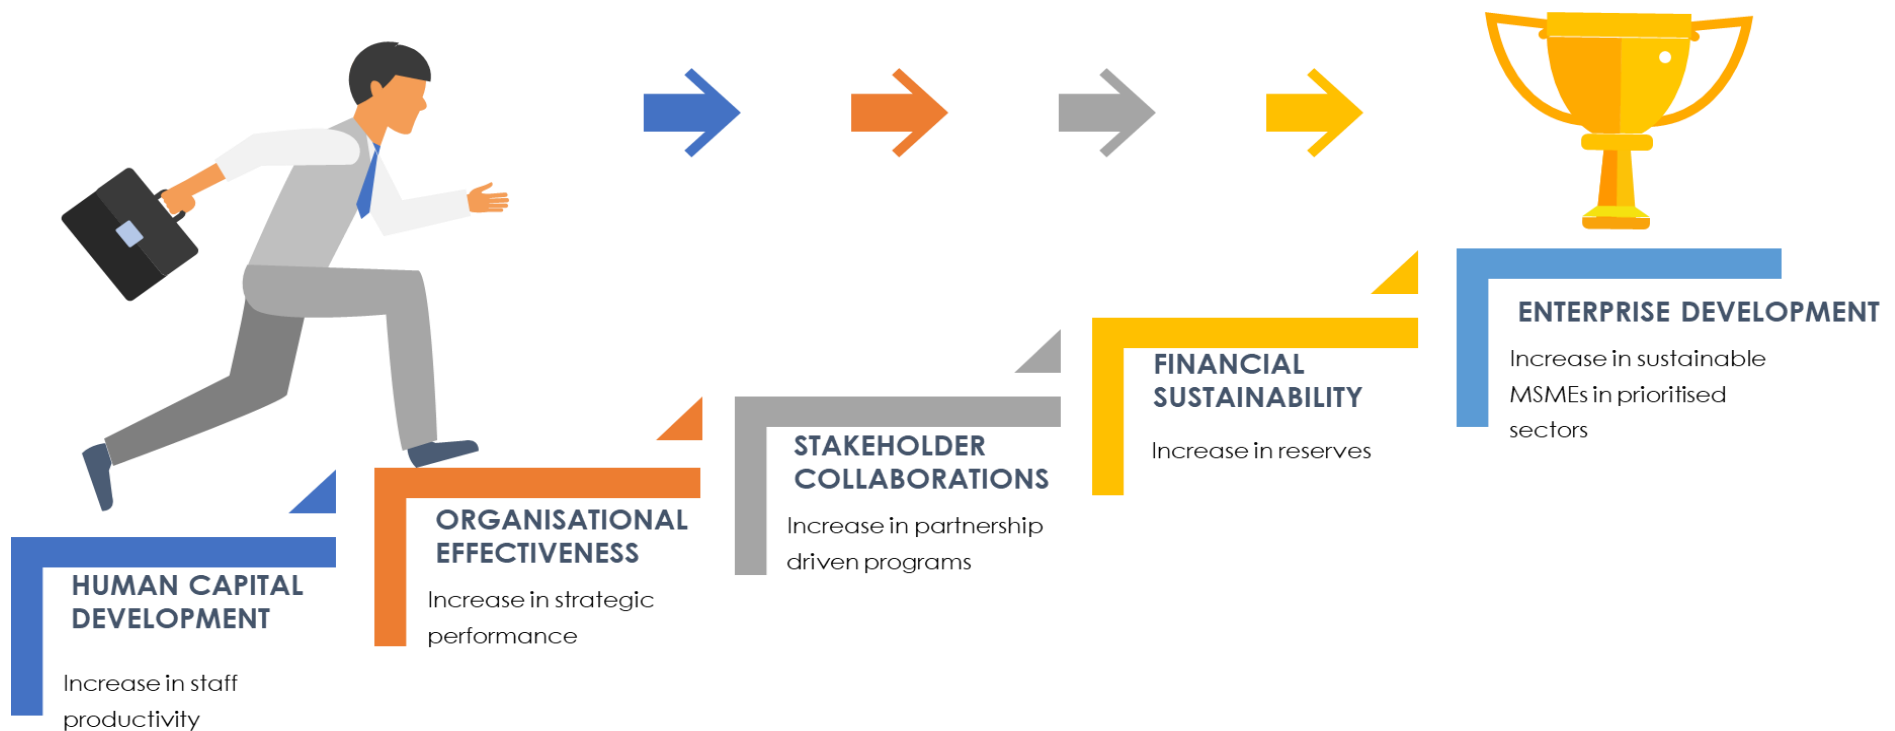 HUMAN CAPITAL
DEVELOPMENT
Increase in staff
productivity
ORGANISATIONAL
EFFECTIVENESS
Increase in strategic
performance
STAKEHOLDER
COLLABORATIONS
Increase in partnership
driven programs
FINANCIAL
SUSTAINABILITY
Increase in reserves
ENTERPRISE DEVELOPMENT
Increase in sustainable
MSMEs in prioritised
sectors